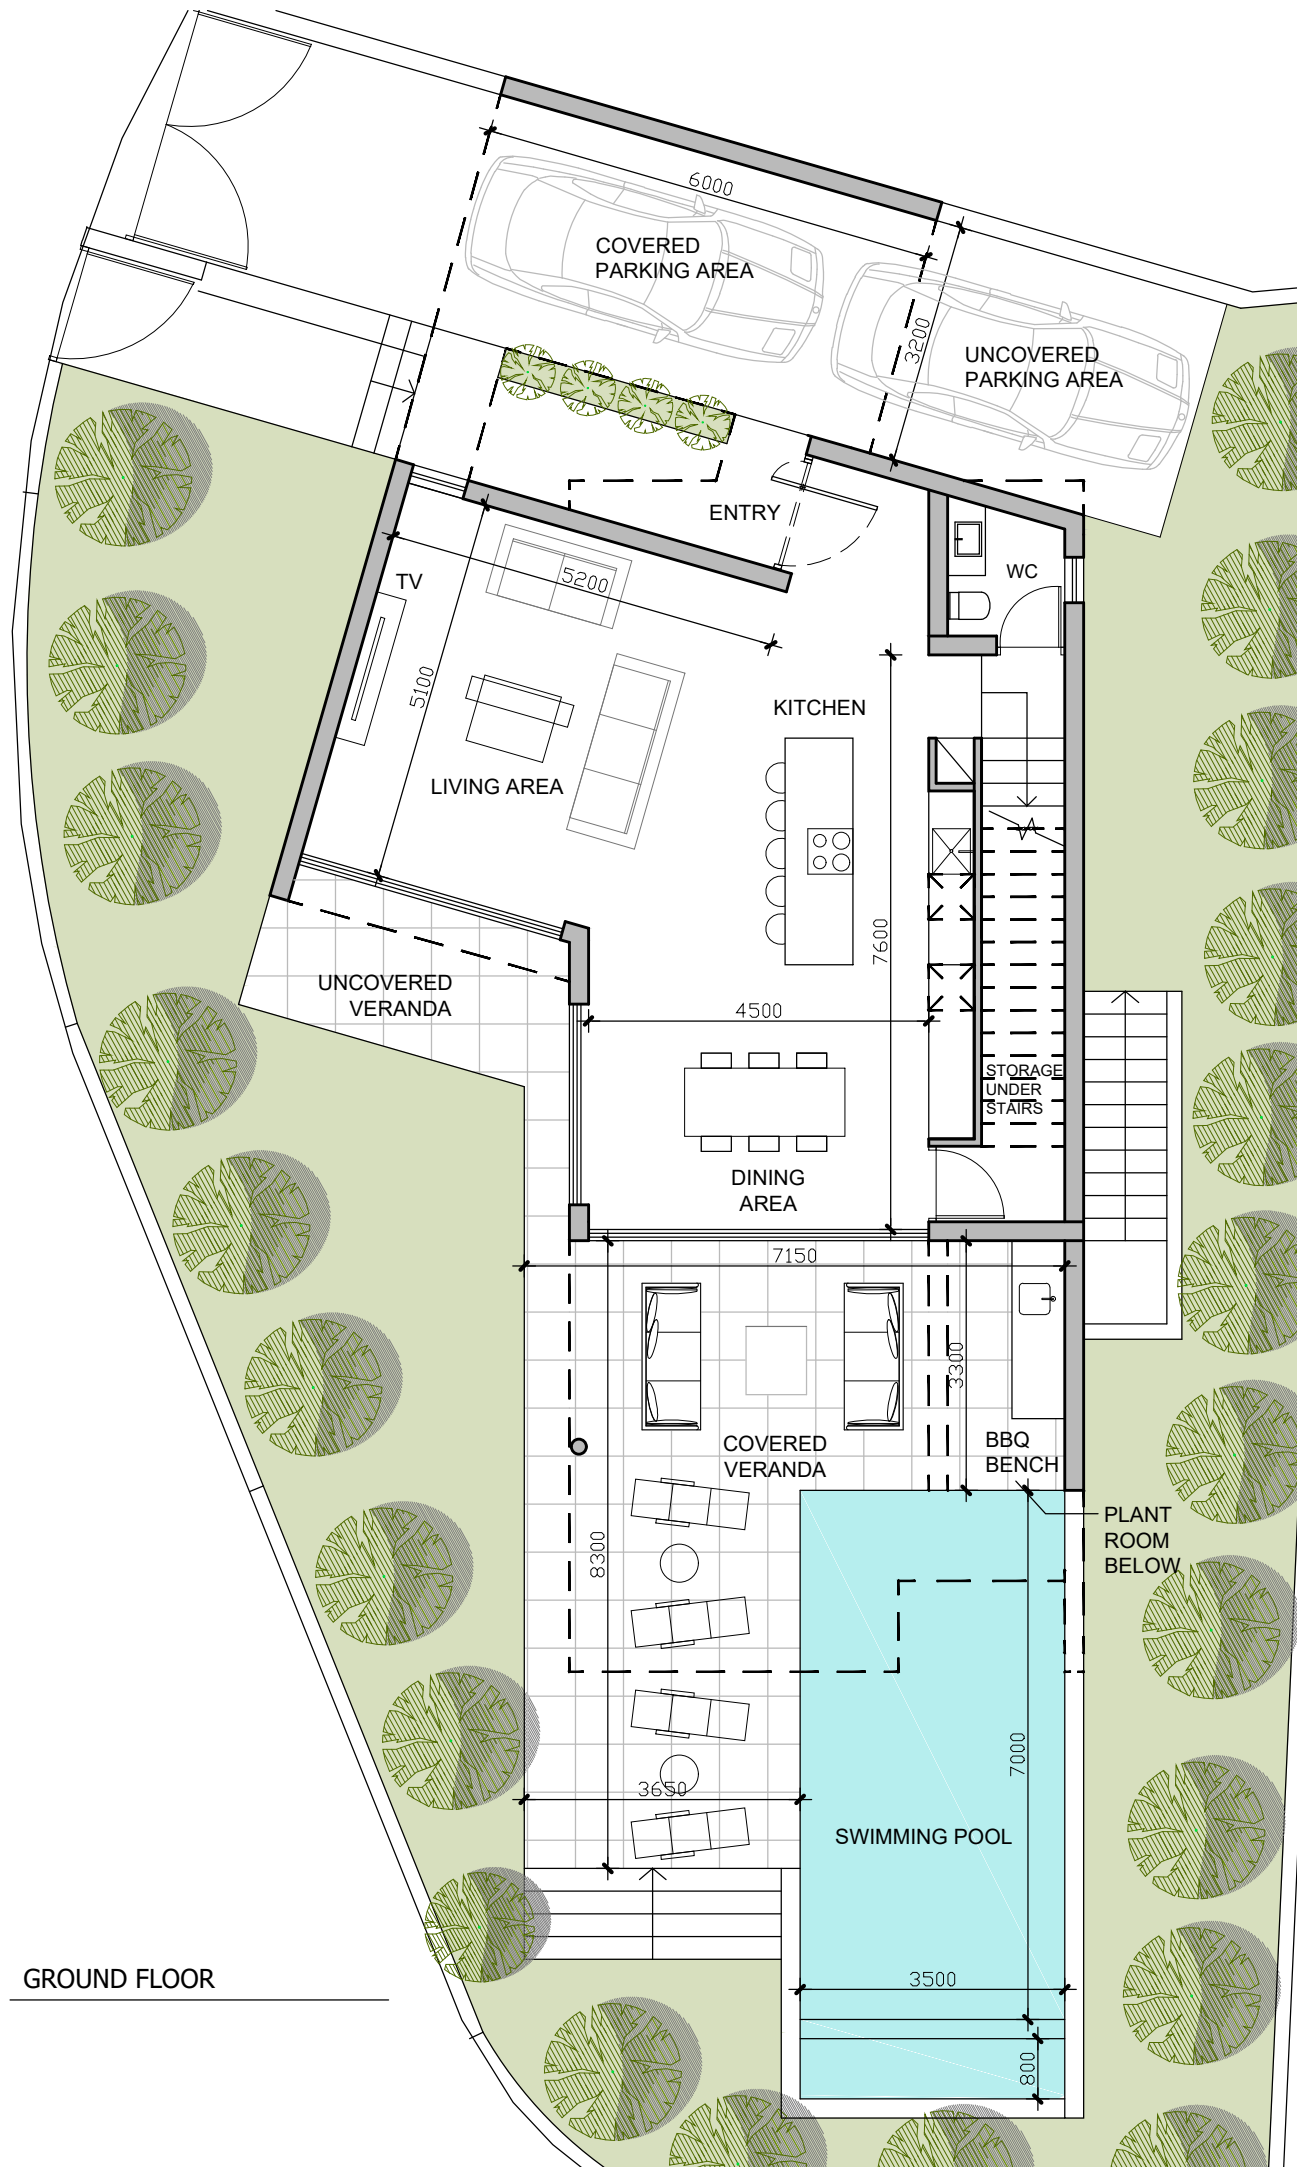 6000
COVERED
PARKING AREA
3200
UNCOVERED
PARKING AREA
ENTRY
WC
TV
5200
5100
KITCHEN
LIVING AREA
7600
UNCOVERED
VERANDA
4500
STORAGE
UNDER
STAIRS
DINING
AREA
7150
3300
COVERED
VERANDA
BBQ
BENCH
PLANT
ROOM
BELOW
8300
7000
3650
SWIMMING POOL
3500
GROUND FLOOR
800